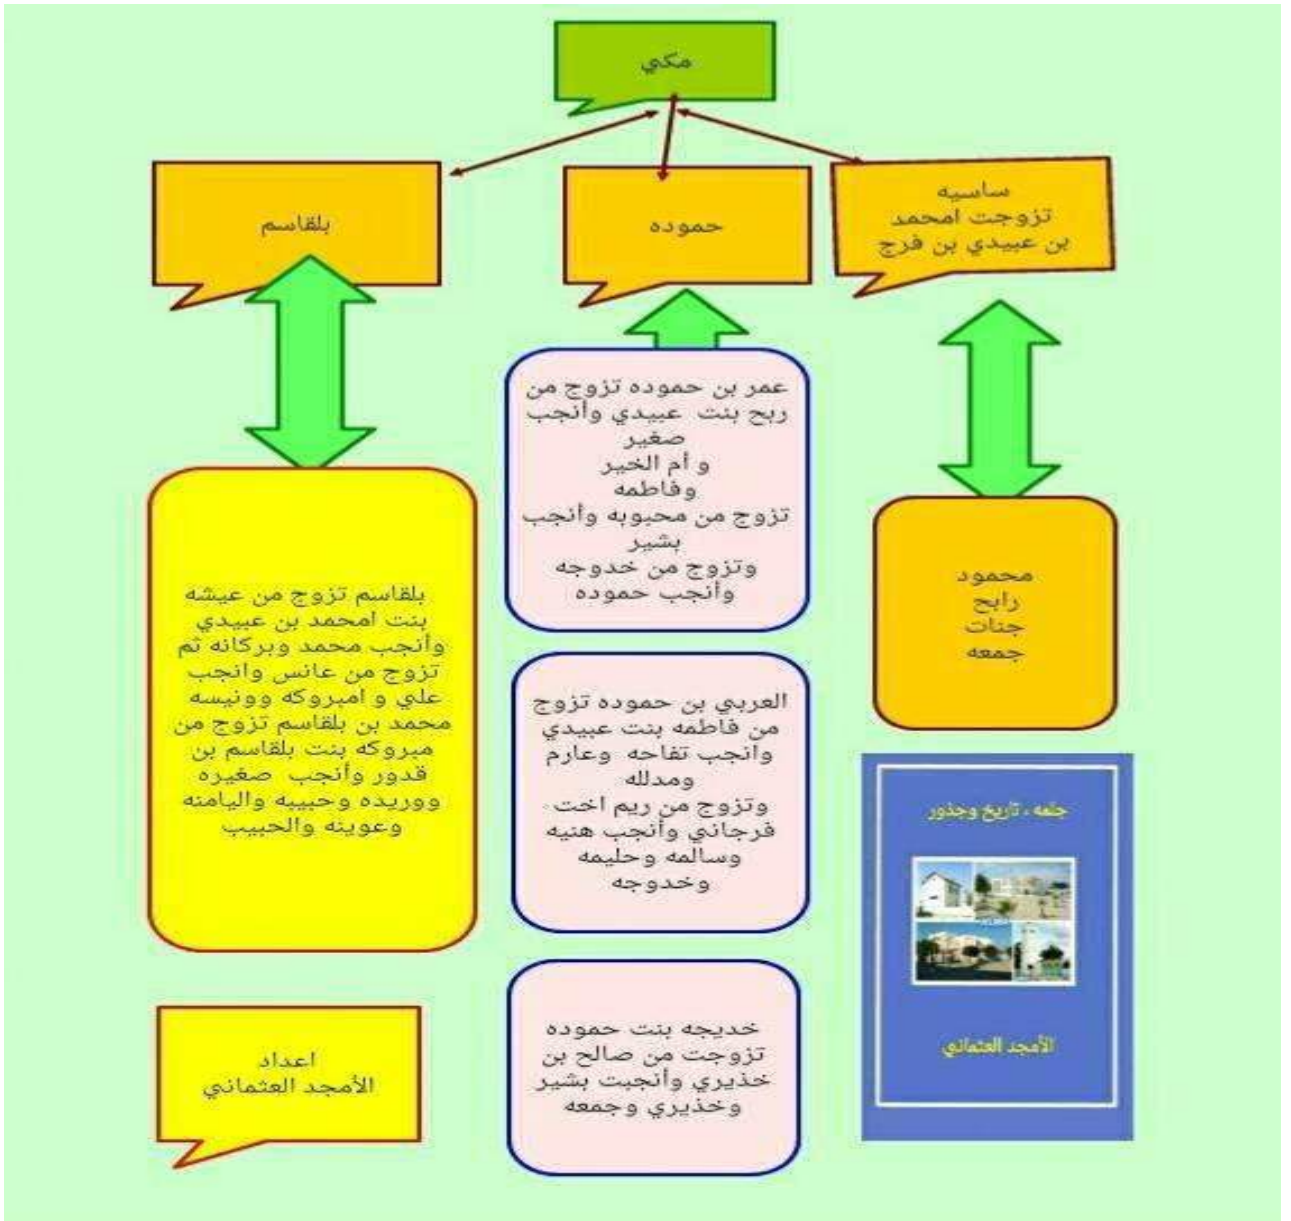 مكي
ساسيه
تزوجت امحمد
بن عبيدي بن فرج
حموده
بلقاسم
محمود
رابح
جنات
جمعه
عمر بن حموده تزوج من
ربح بنت عبيدي وأنجب
صغير
و أم الخير
وفاطمه
تزوج من محبوبه وأنجب
بشير
وتزوج من خدوجه
وأنجب حموده
العربي بن حموده تزوج
من فاطمه بنت عبيدي
وانجب تفاحه وعارم
ومدلله
وتزوج من ريم اخت
فرجاني وأنجب هنيه
وسالمه وحليمه
وخدوجه
خديجه بنت حموده
تزوجت من صالح بن
خذيري وأنجبت بشير
وخذيري وجمعه
بلقاسم تزوج من عيشه
بنت امحمد بن عبيدي
وأنجب محمد وبركانه ثم
تزوج من عانس وانجب
علي و امبروكه وونيسه
محمد بن بلقاسم تزوج من
مبروكه بنت بلقاسم بن
قدور وأنجب صغيره
ووريده وحبيبه واليامنه
وعوينه والحبيب
جلمه ، تاريخ وجذور
الأمجد العثماني
اعداد
الأمجد العثماني